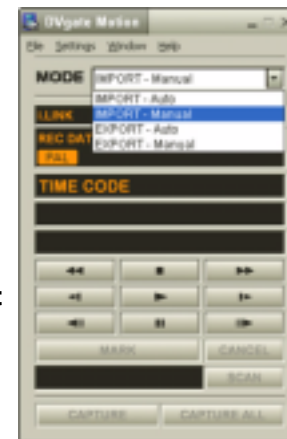 DVgate Motion
File Settings Window Help
MODE IMPORT - Manual
IMPORT - Auto
IMPORT - Manual
EXPORT - Auto
EXPORT - Manual
i.LINK
REC DAT
PAL
TIME CODE
MARK CANCEL
SCAN
CAPTURE CAPTURE ALL